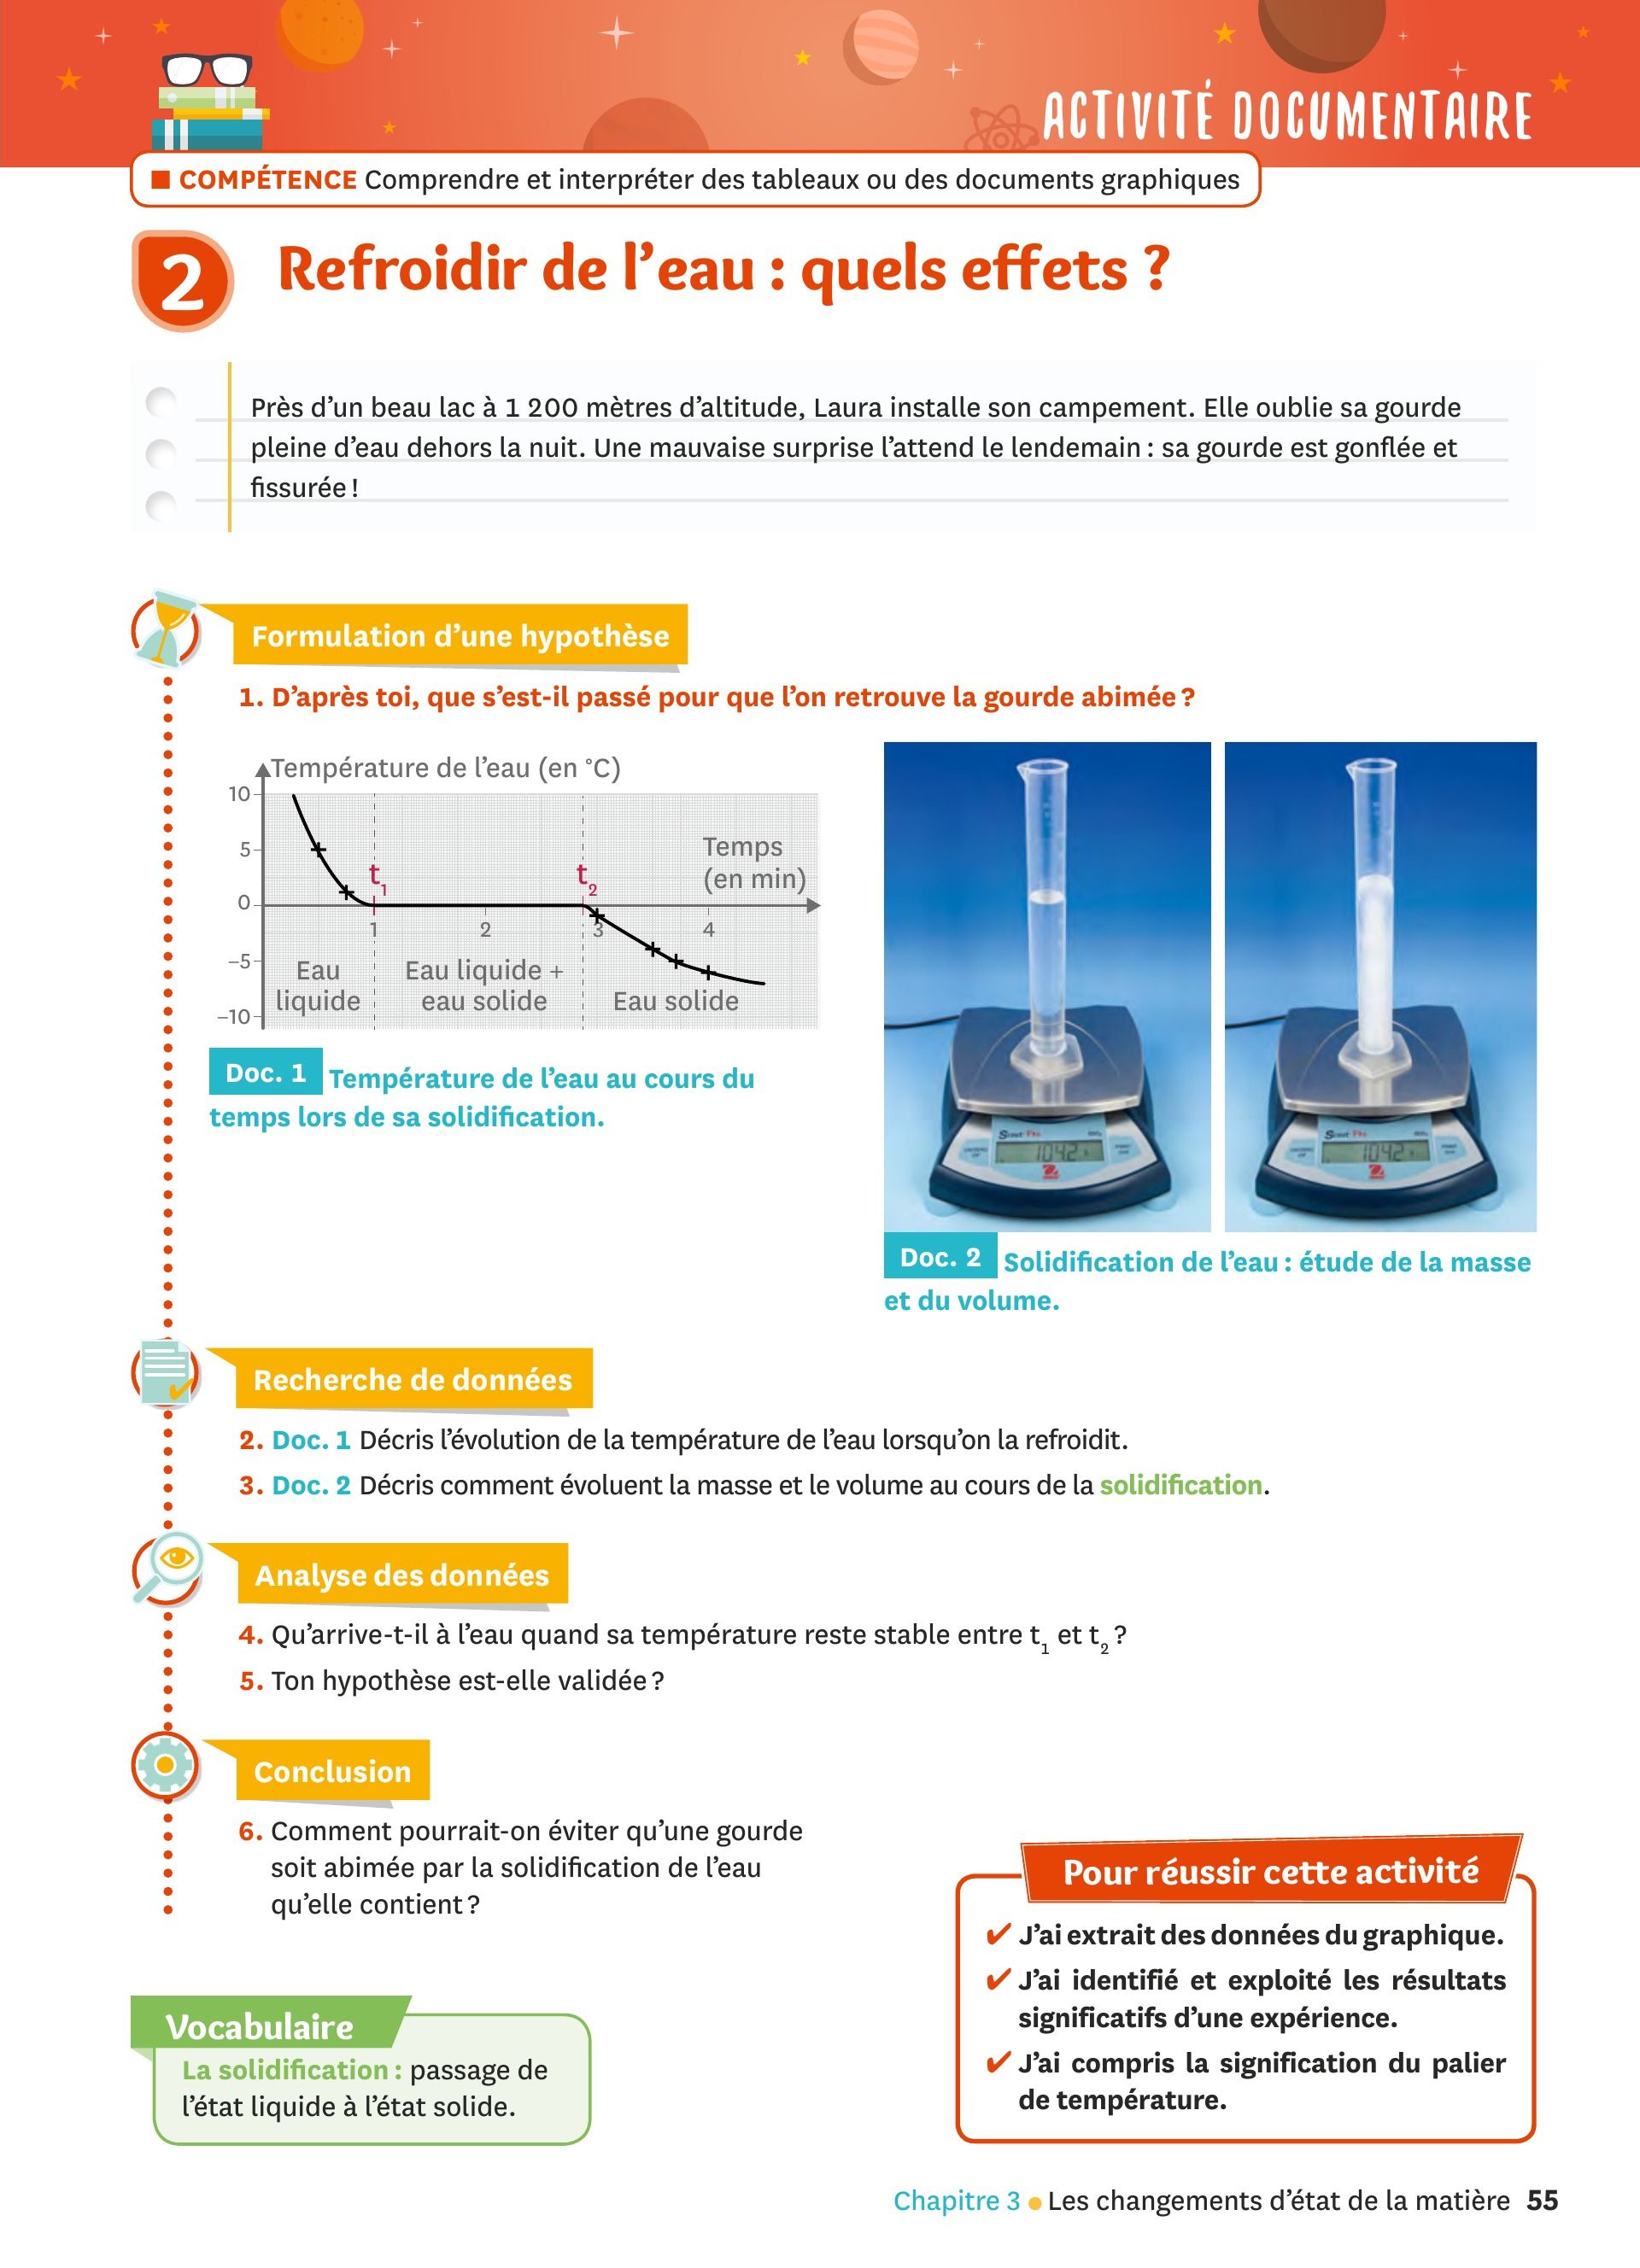 ACTIVITÉ DOCUMENTAIRE
■ COMPÉTENCE Comprendre et interpréter des tableaux ou des documents graphiques
2
Refroidir de l’eau : quels effets ?
Près d’un beau lac à 1 200 mètres d’altitude, Laura installe son campement. Elle oublie sa gourde
pleine d’eau dehors la nuit. Une mauvaise surprise l’attend le lendemain : sa gourde est gonflée et
fissurée !
Formulation d’une hypothèse
1. D’après toi, que s’est-il passé pour que l’on retrouve la gourde abimée ?
Température de l’eau (en °C)
10
5
0
–5
–10
Temps
(en min)
t₁
t₂
1
2
3
4
Eau
liquide
Eau liquide +
eau solide
Eau solide
Doc. 1 Température de l’eau au cours du
temps lors de sa solidification.
Scout Pro
1042
Scout Pro
1042
Doc. 2 Solidification de l’eau : étude de la masse
et du volume.
Recherche de données
2. Doc. 1 Décris l’évolution de la température de l’eau lorsqu’on la refroidit.
3. Doc. 2 Décris comment évoluent la masse et le volume au cours de la solidification.
Analyse des données
4. Qu’arrive-t-il à l’eau quand sa température reste stable entre t₁ et t₂ ?
5. Ton hypothèse est-elle validée ?
Conclusion
6. Comment pourrait-on éviter qu’une gourde
soit abimée par la solidification de l’eau
qu’elle contient ?
Pour réussir cette activité
✔ J’ai extrait des données du graphique.
✔ J’ai identifié et exploité les résultats
significatifs d’une expérience.
✔ J’ai compris la signification du palier
de température.
Vocabulaire
La solidification : passage de
l’état liquide à l’état solide.
Chapitre 3 ● Les changements d’état de la matière 55